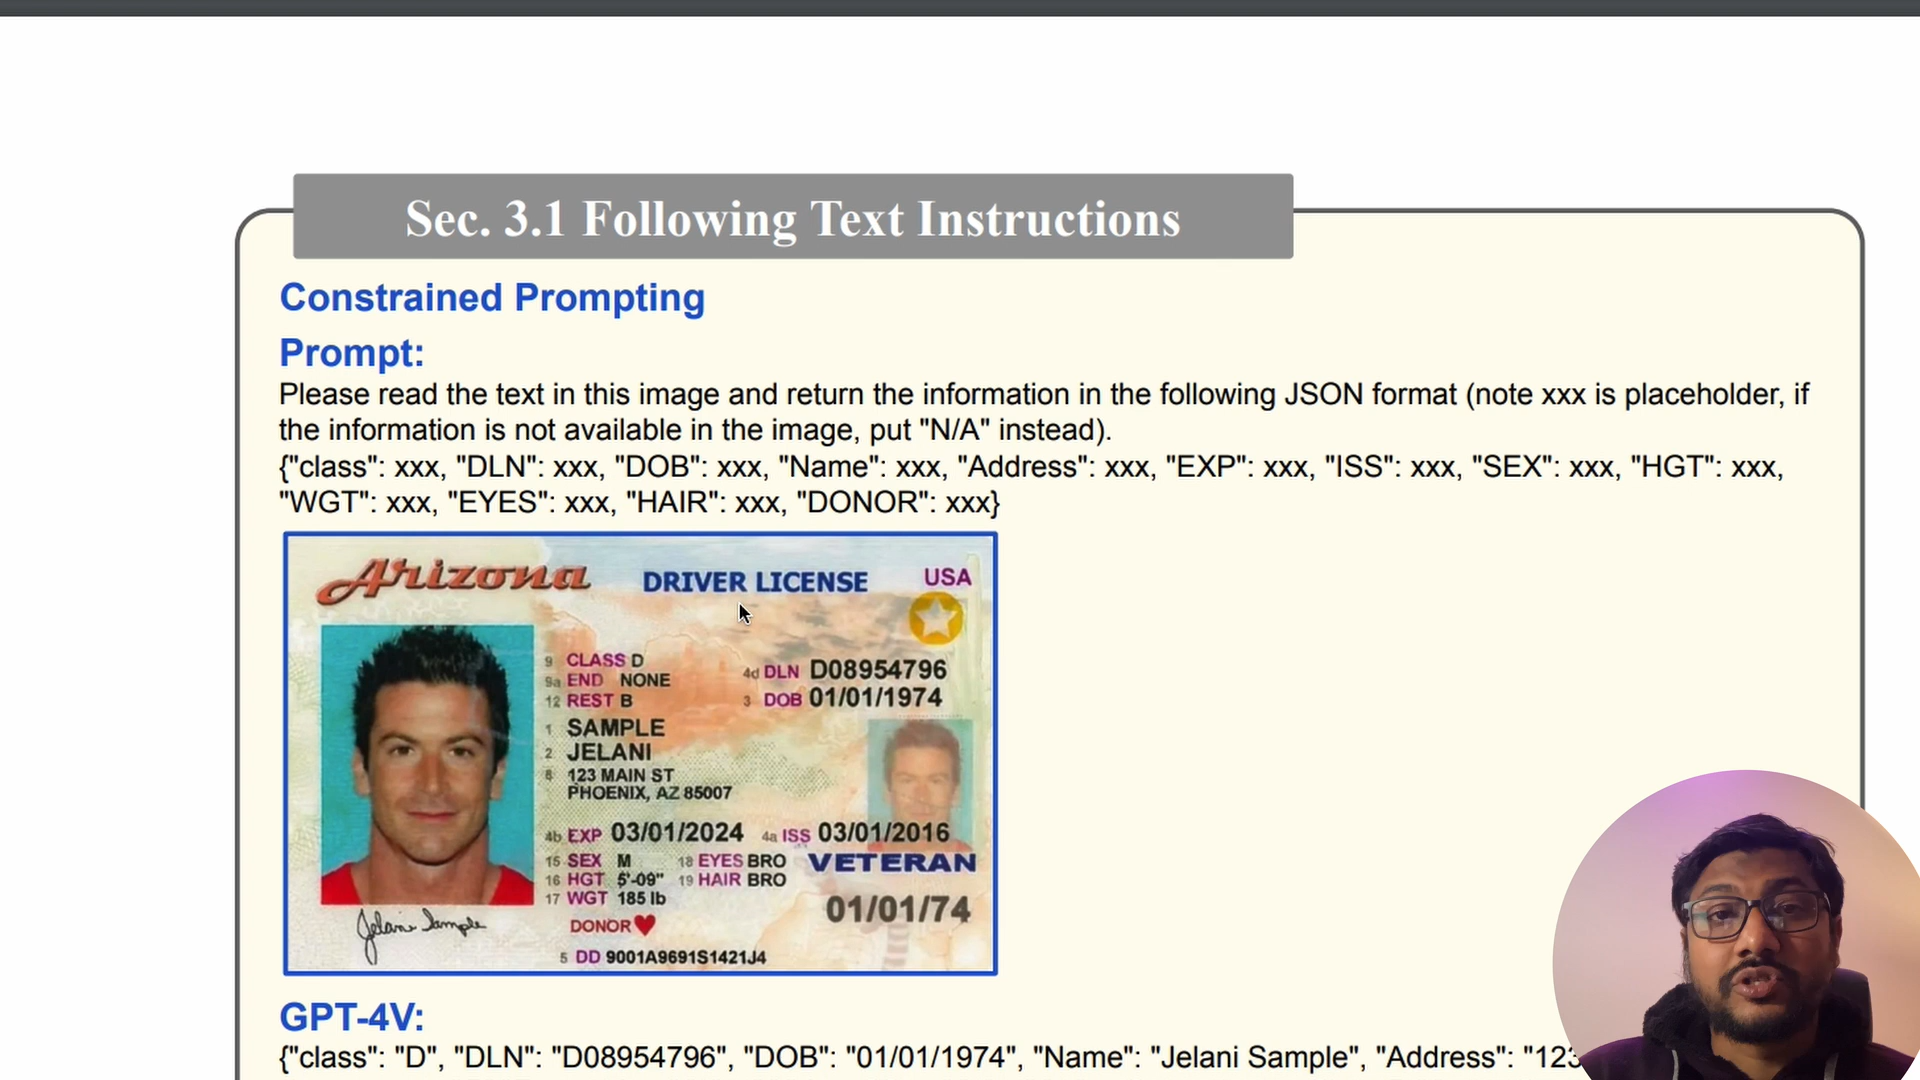 Sec. 3.1 Following Text Instructions
Constrained Prompting
Prompt:
Please read the text in this image and return the information in the following JSON format (note xxx is placeholder, if
the information is not available in the image, put "N/A" instead).
{"class": xxx, "DLN": xxx, "DOB": xxx, "Name": xxx, "Address": xxx, "EXP": xxx, "ISS": xxx, "SEX": xxx, "HGT": xxx,
"WGT": xxx, "EYES": xxx, "HAIR": xxx, "DONOR": xxx}
Arizona DRIVER LICENSE USA
9 CLASS D
9a END NONE
12 REST B
4d DLN D08954796
3 DOB 01/01/1974
1 SAMPLE
2 JELANI
8 123 MAIN ST
PHOENIX, AZ 85007
4b EXP 03/01/2024 4a ISS 03/01/2016
15 SEX M 18 EYES BRO VETERAN
16 HGT 5'-09" 19 HAIR BRO
17 WGT 185 lb
01/01/74
Jelani Sample
DONOR
5 DD 9001A9691S1421J4
GPT-4V:
{"class": "D", "DLN": "D08954796", "DOB": "01/01/1974", "Name": "Jelani Sample", "Address": "123